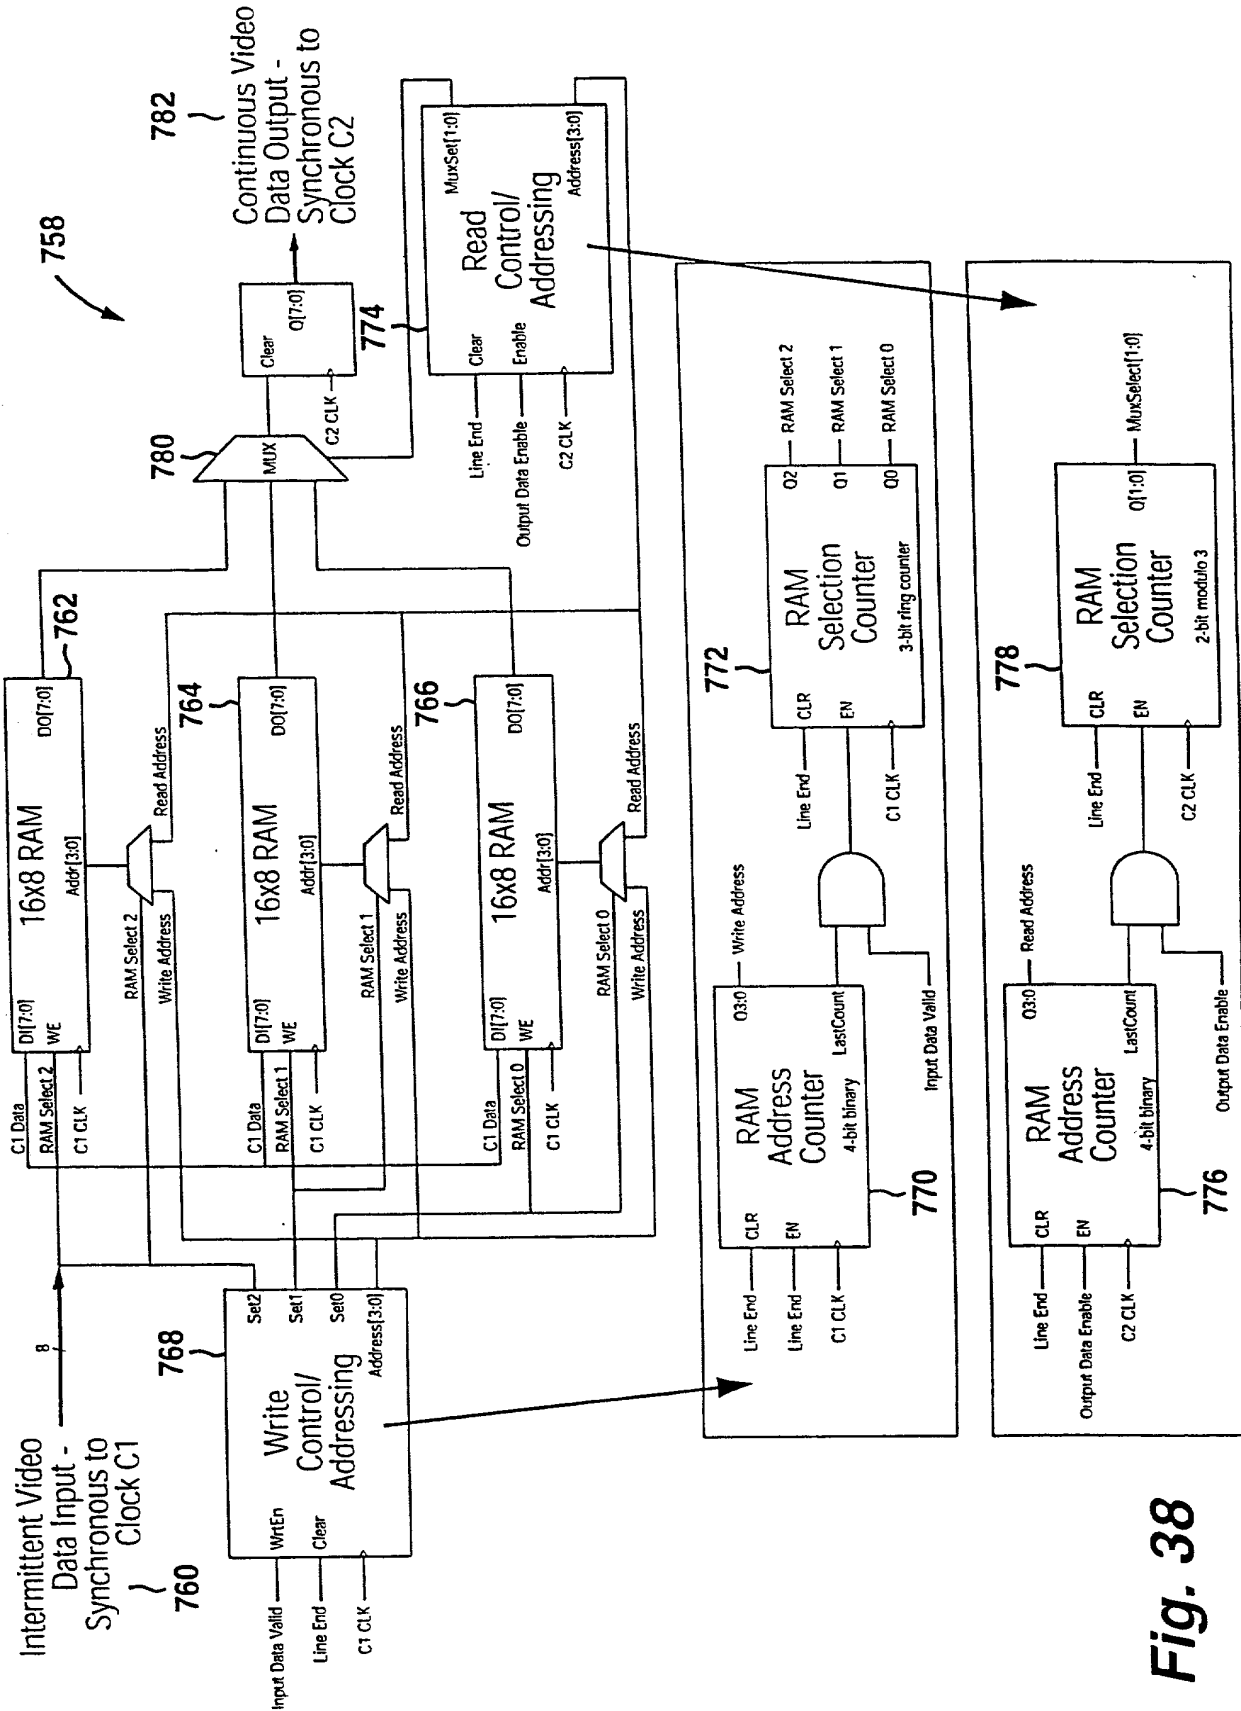 Intermittent Video
Data Input -
Synchronous to
Clock C1
760
8
Input Data Valid
Line End
C1 CLK
WrtEn
Clear
Write
Control/
Addressing
768
Set2
Set1
Set0
Address[3:0]
C1 Data
RAM Select 2
C1 CLK
DI[7:0]
WE
16x8 RAM
Addr[3:0]
DO[7:0]
762
RAM Select 2
Write Address
Read Address
C1 Data
RAM Select 1
C1 CLK
DI[7:0]
WE
16x8 RAM
Addr[3:0]
DO[7:0]
764
RAM Select 1
Write Address
Read Address
C1 Data
RAM Select 0
C1 CLK
DI[7:0]
WE
16x8 RAM
Addr[3:0]
DO[7:0]
766
RAM Select 0
Write Address
Read Address
780
MUX
Clear
Q[7:0]
C2 CLK
758
782
Continuous Video
Data Output -
Synchronous to
Clock C2
774
Line End
Output Data Enable
C2 CLK
Clear
Enable
Read
Control/
Addressing
MuxSet[1:0]
Address[3:0]
Line End
Line End
C1 CLK
CLR
EN
RAM
Address
Counter
4-bit binary
770
Q3:0
LastCount
Write Address
Input Data Valid
Line End
C1 CLK
772
CLR
EN
RAM
Selection
Counter
3-bit ring counter
Q2
Q1
Q0
RAM Select 2
RAM Select 1
RAM Select 0
Line End
Output Data Enable
C2 CLK
CLR
EN
RAM
Address
Counter
4-bit binary
776
Q3:0
LastCount
Read Address
Output Data Enable
Line End
C2 CLK
778
CLR
EN
RAM
Selection
Counter
2-bit modulo 3
Q[1:0]
MuxSelect[1:0]
Fig. 38